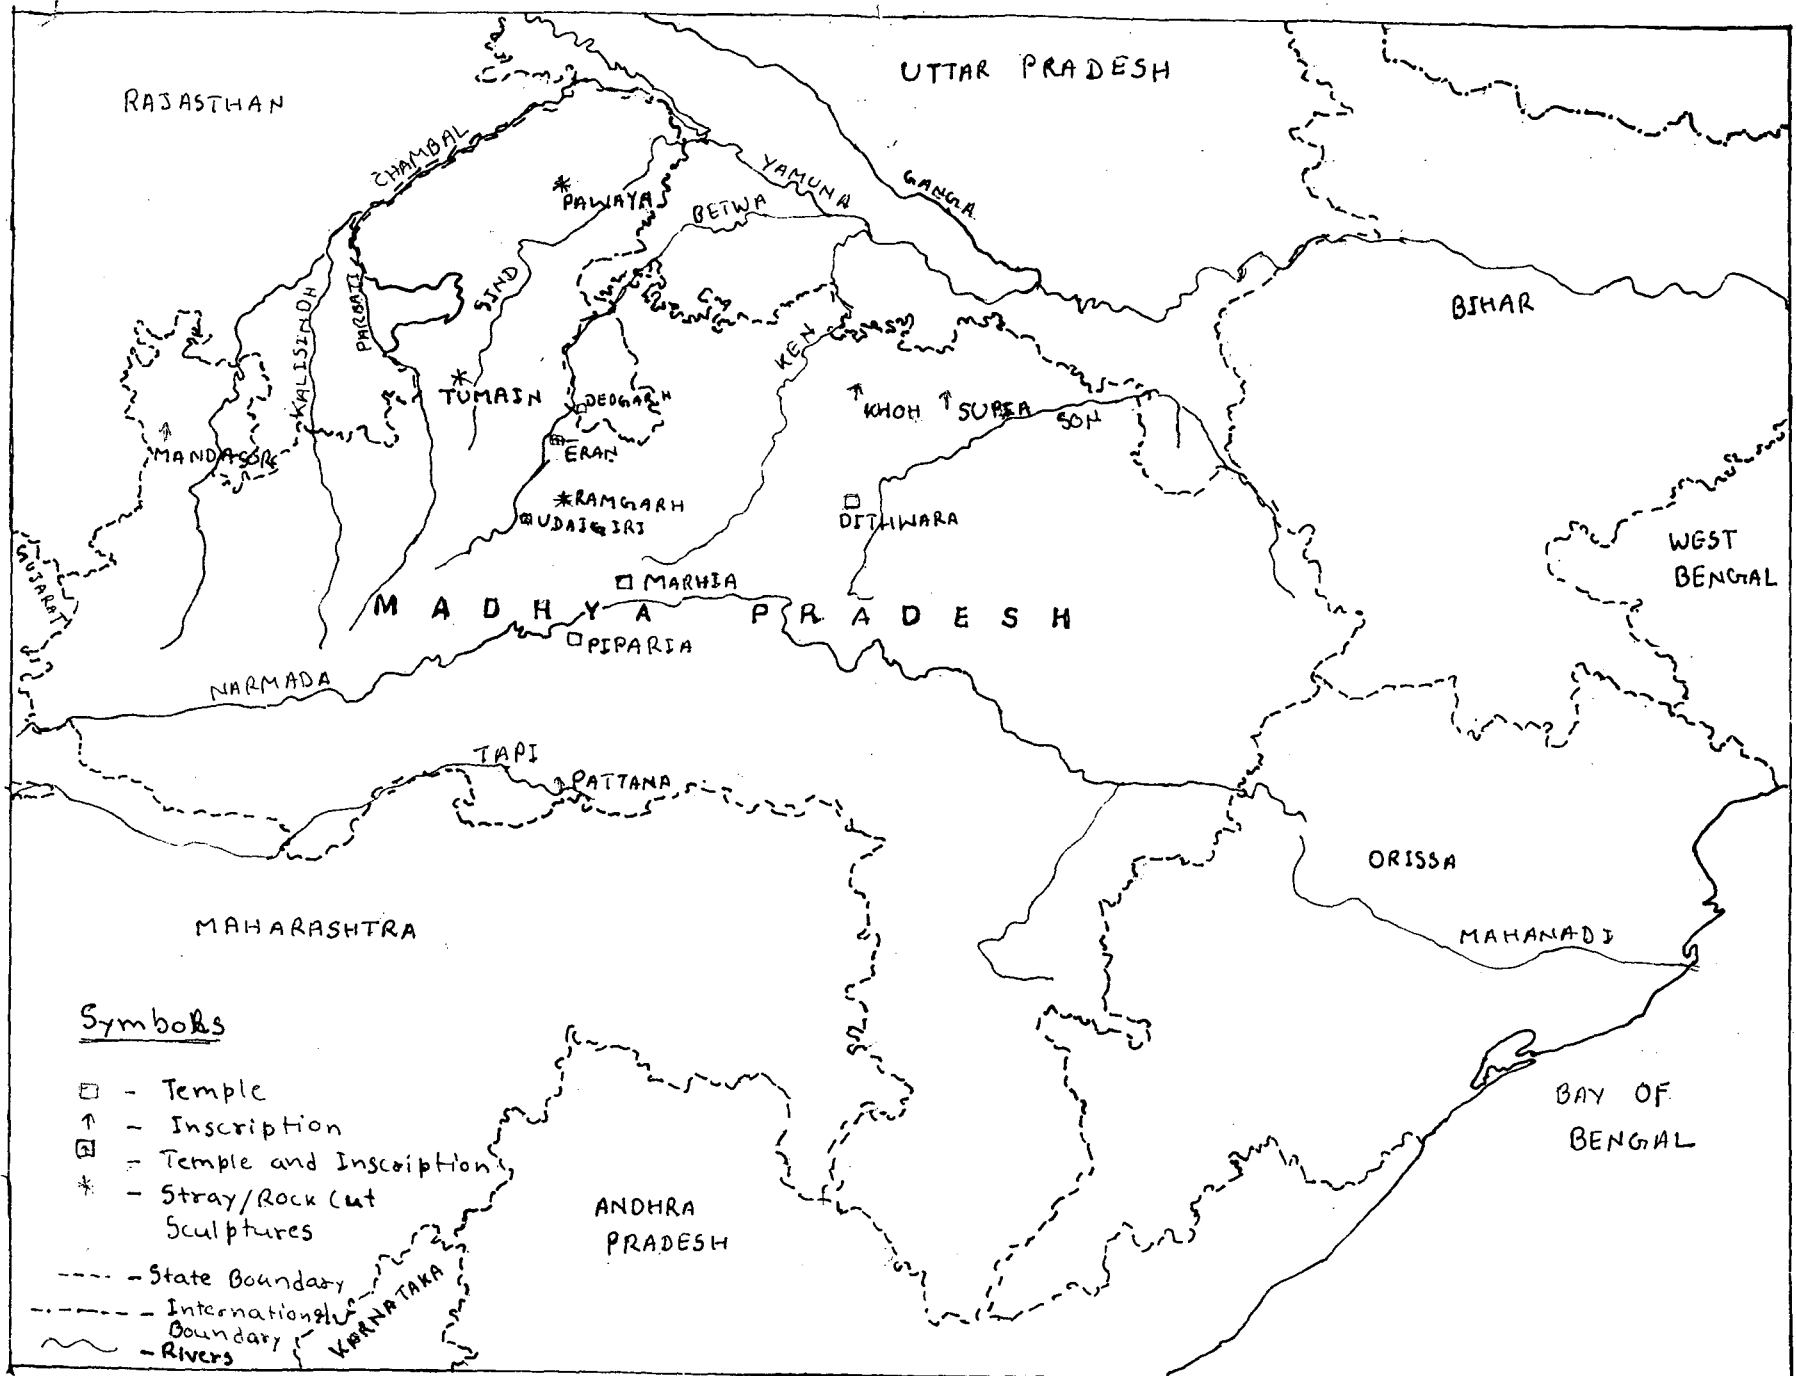 UTTAR PRADESH
RAJASTHAN
CHAMBAL
YAMUNA
GANGA
PAWAYA
BETWA
SIND
KALISINDH
PARBATI
BIHAR
KEN
TUMAIN
DEOGARH
KHOH
SUPIA
SON
MANDASORE
ERAN
RAMGARH
UDAIGIRI
DITHWARA
WEST
BENGAL
GUJARAT
MARHIA
MADHYA PRADESH
PIPARIA
NARMADA
TAPI
PATTANA
ORISSA
MAHARASHTRA
MAHANADI
Symbols
- Temple
- Inscription
- Temple and Inscription
- Stray/Rock Cut
Sculptures
- State Boundary
- International
Boundary
- Rivers
KARNATAKA
ANDHRA
PRADESH
BAY OF
BENGAL